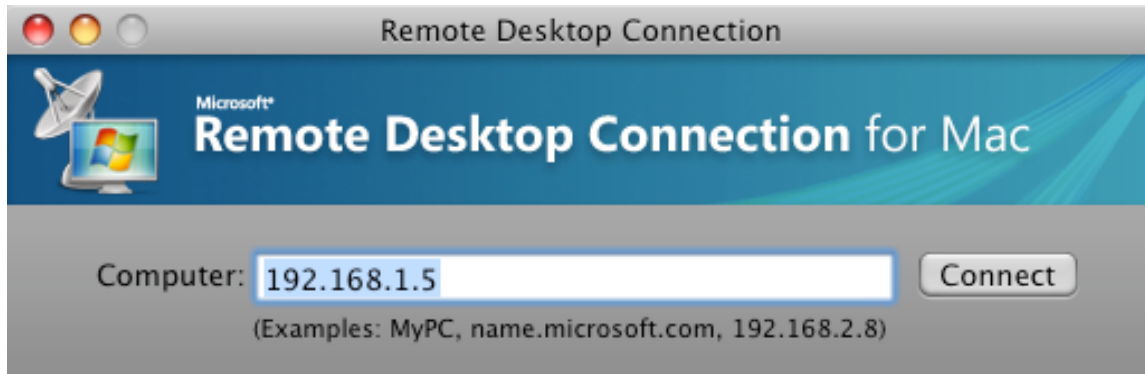 Remote Desktop Connection
Microsoft®
Remote Desktop Connection for Mac
Computer: 192.168.1.5 Connect
(Examples: MyPC, name.microsoft.com, 192.168.2.8)